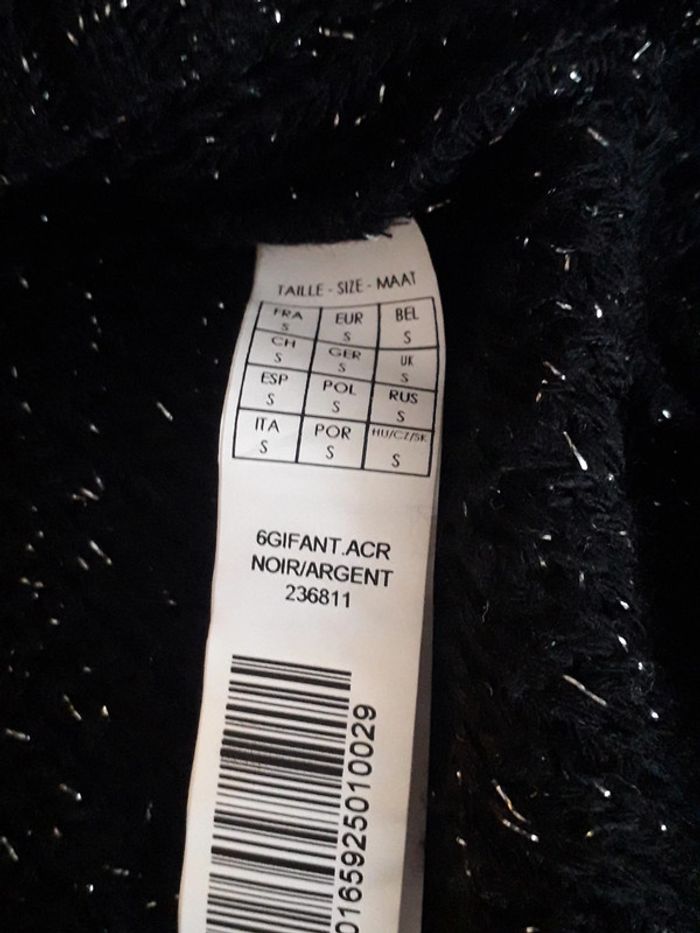 TAILLE - SIZE - MAAT
FRA EUR BEL
S S S
CH GER UK
S S S
ESP POL RUS
S S S
ITA POR HU/CZ/SK
S S S
6GIFANT.ACR
NOIR/ARGENT
236811
0165925010029